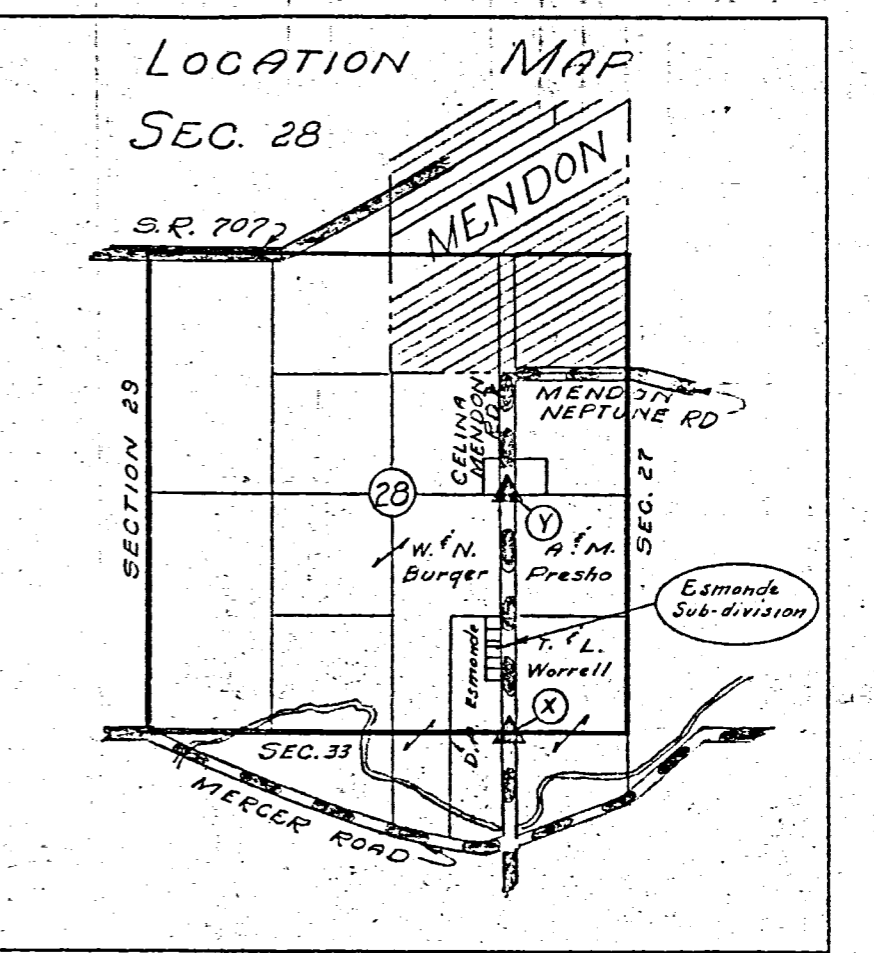 LOCATION MAP
SEC. 28
MENDON
S.R. 707
SECTION 29
CELINA
MENDON
RD.
MENDON
NEPTUNE RD
28
SEC. 27
Y
W. & N.
Burger
A. & M.
Presho
Esmonde
Sub-division
D. Esmonde
T. & L.
Worrell
X
SEC. 33
MERCER ROAD